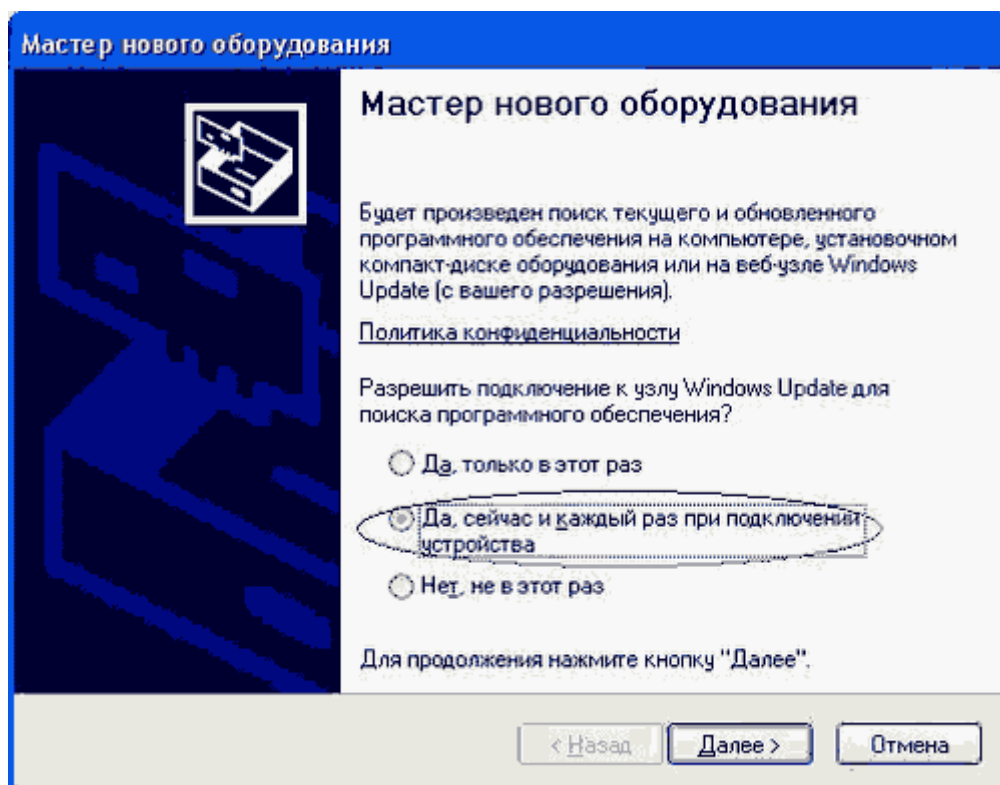 Мастер нового оборудования
Мастер нового оборудования
Будет произведен поиск текущего и обновленного
программного обеспечения на компьютере, установочном
компакт-диске оборудования или на веб-узле Windows
Update (с вашего разрешения).
Политика конфиденциальности
Разрешить подключение к узлу Windows Update для
поиска программного обеспечения?
Да, только в этот раз
Да, сейчас и каждый раз при подключении
устройства
Нет, не в этот раз
Для продолжения нажмите кнопку "Далее".
< Назад
Далее >
Отмена